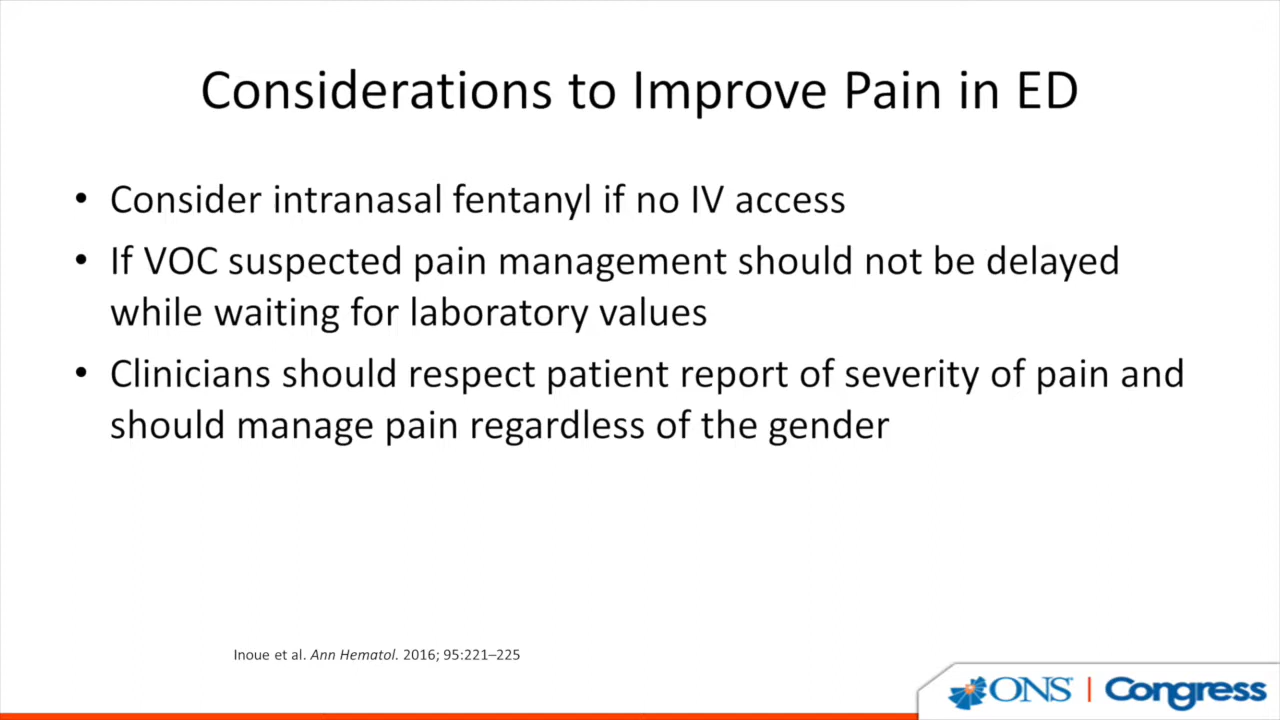 Considerations to Improve Pain in ED
• Consider intranasal fentanyl if no IV access
• If VOC suspected pain management should not be delayed
while waiting for laboratory values
• Clinicians should respect patient report of severity of pain and
should manage pain regardless of the gender
Inoue et al. Ann Hematol. 2016; 95:221–225
ONS | Congress